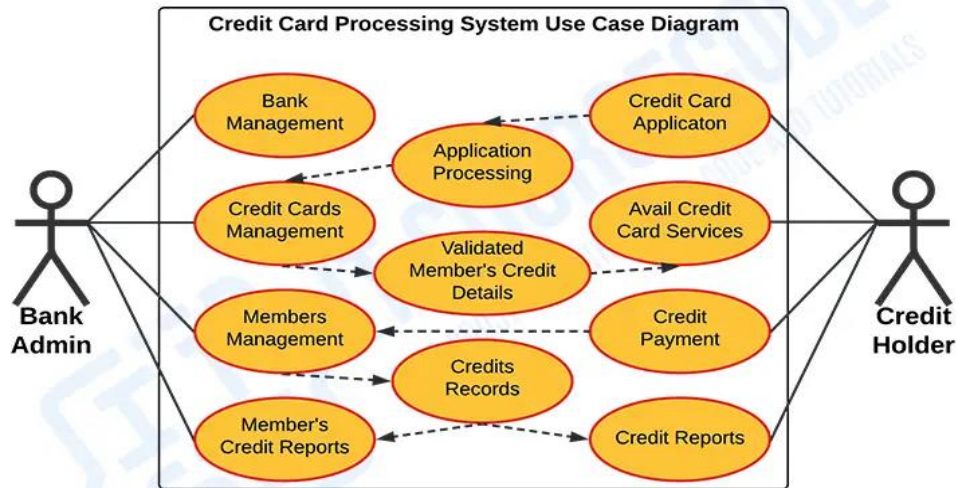 Credit Card Processing System Use Case Diagram
Bank
Management
Credit Card
Applicaton
Application
Processing
Credit Cards
Management
Avail Credit
Card Services
Validated
Member's Credit
Details
Bank
Admin
Members
Management
Credit
Payment
Credit
Holder
Credits
Records
Member's
Credit Reports
Credit Reports